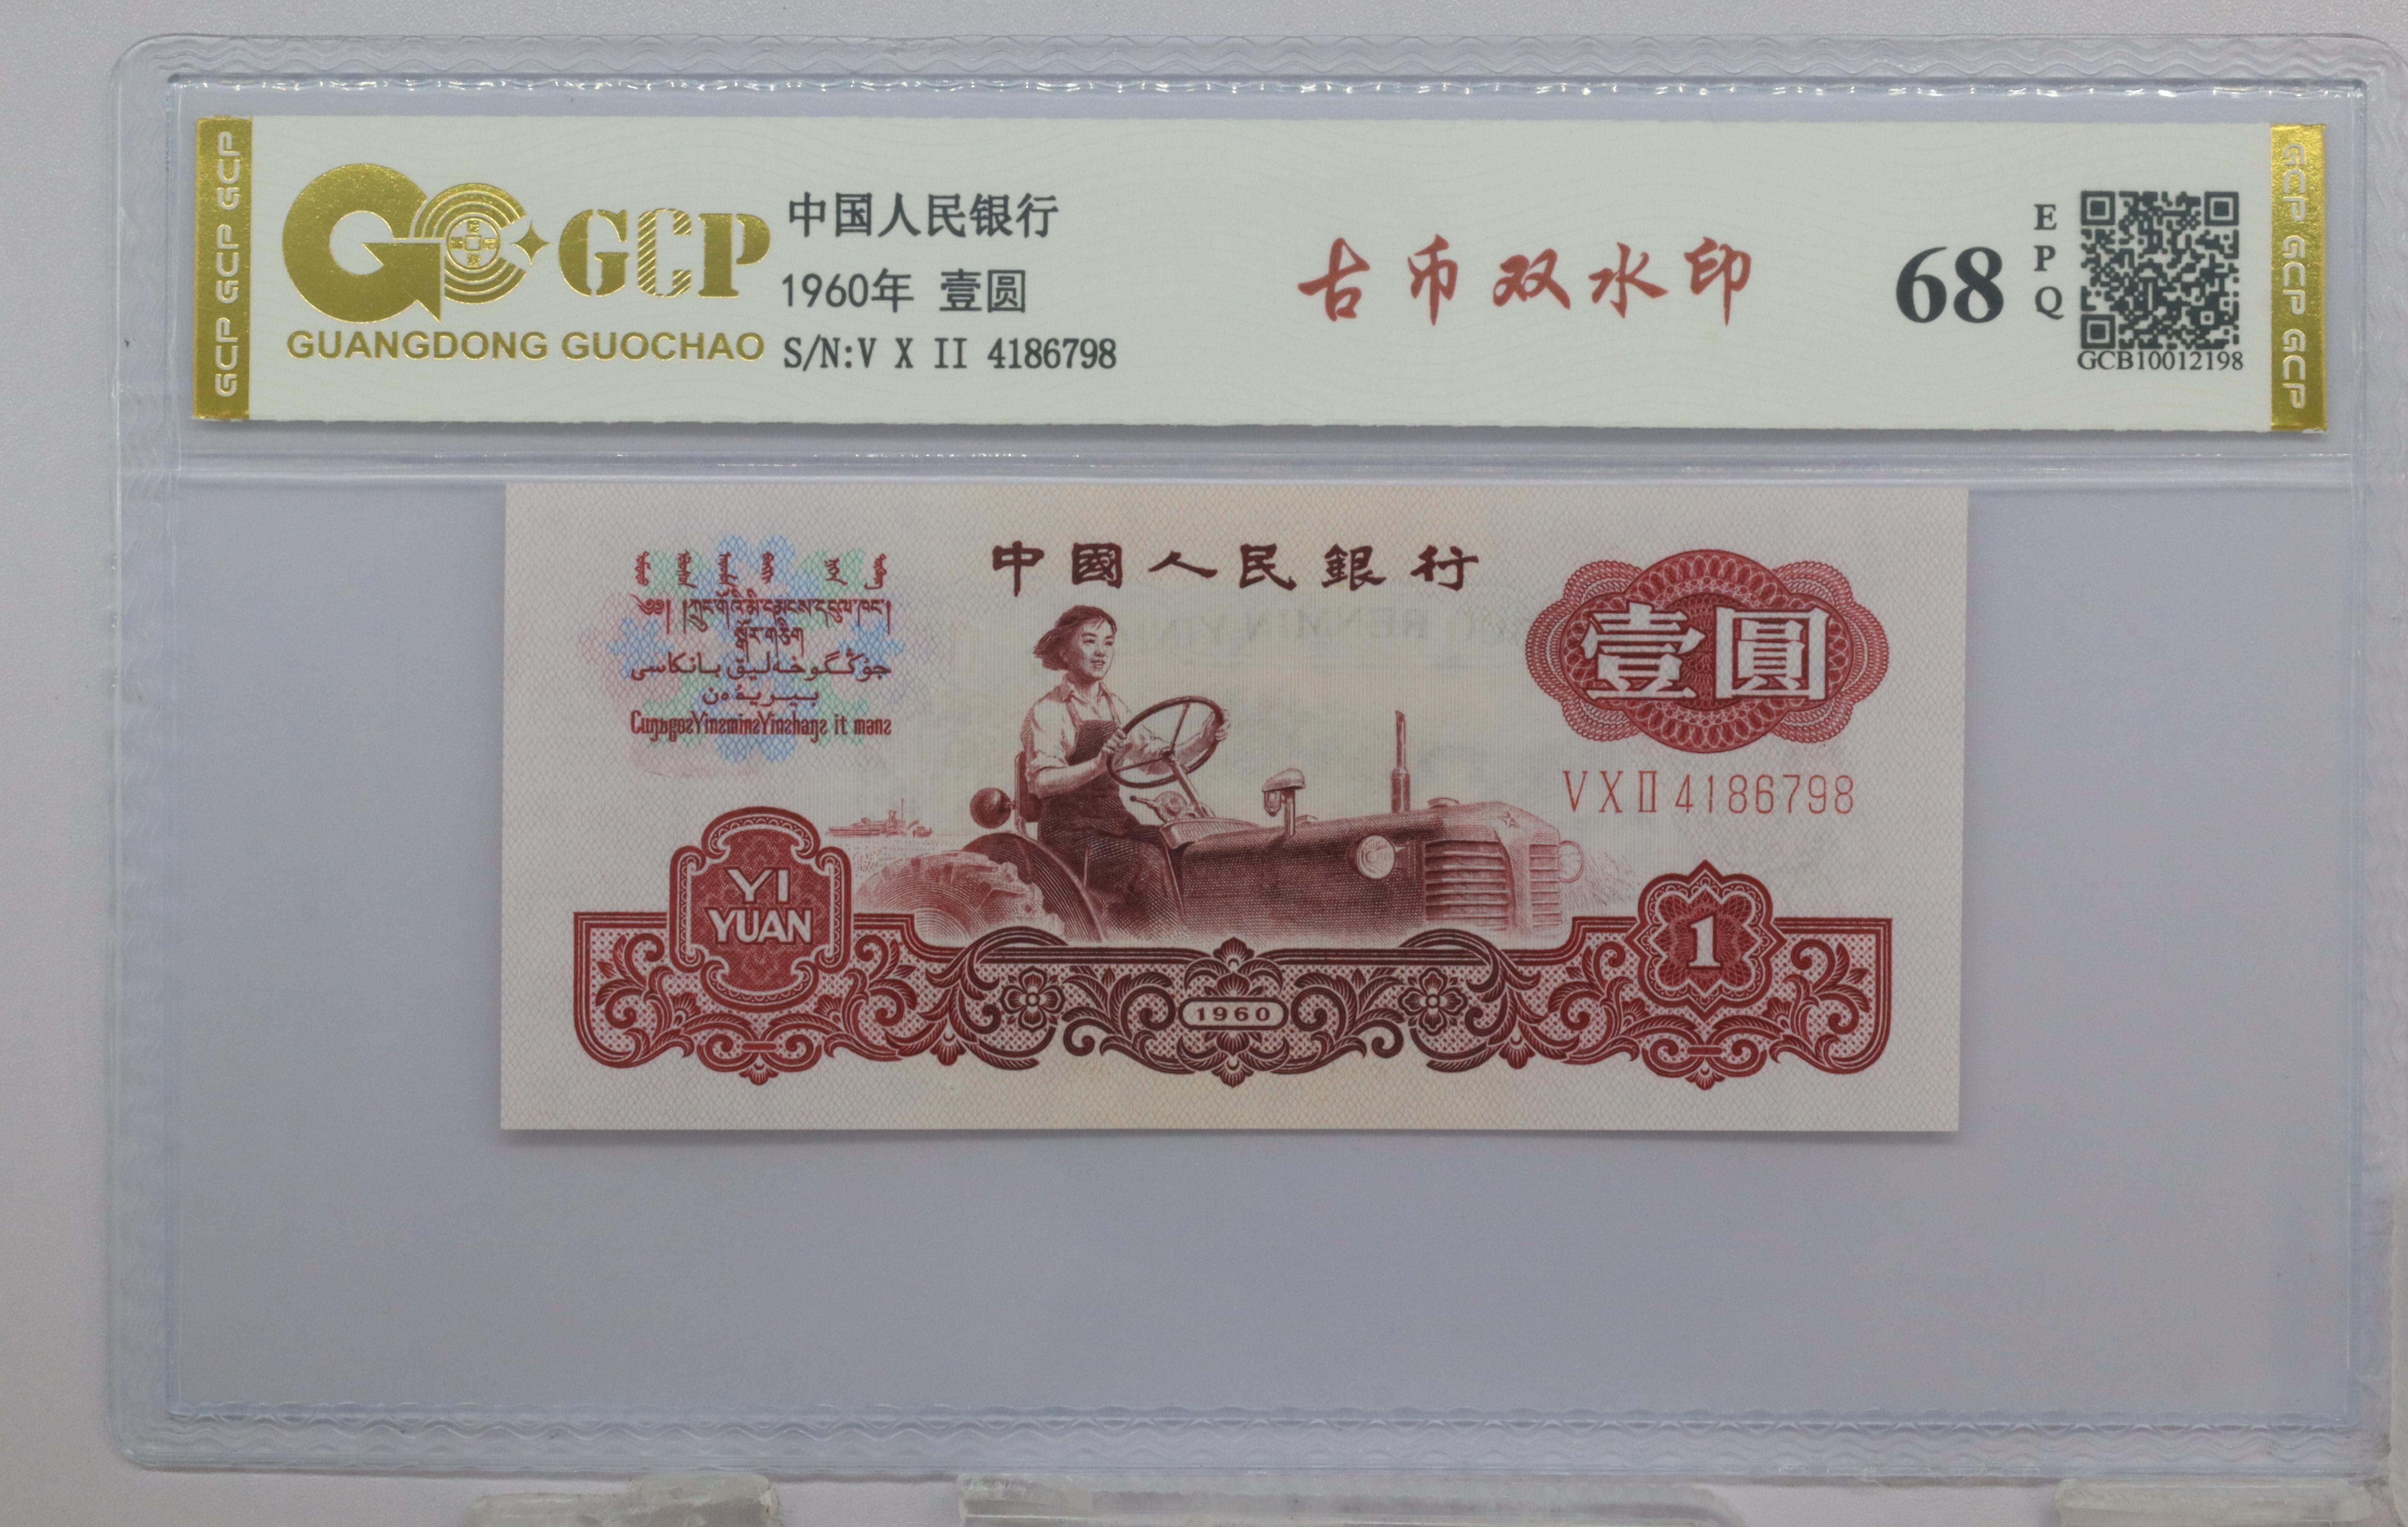 GCP GCP GCP
GCP
GUANGDONG GUOCHAO
中国人民银行
1960年 壹圆
S/N:V X II 4186798
古币双水印
68
EPQ
GCB10012198
GCP GCP GCP
中國人民銀行
壹圓
VXⅡ4186798
YI
YUAN
1960
1